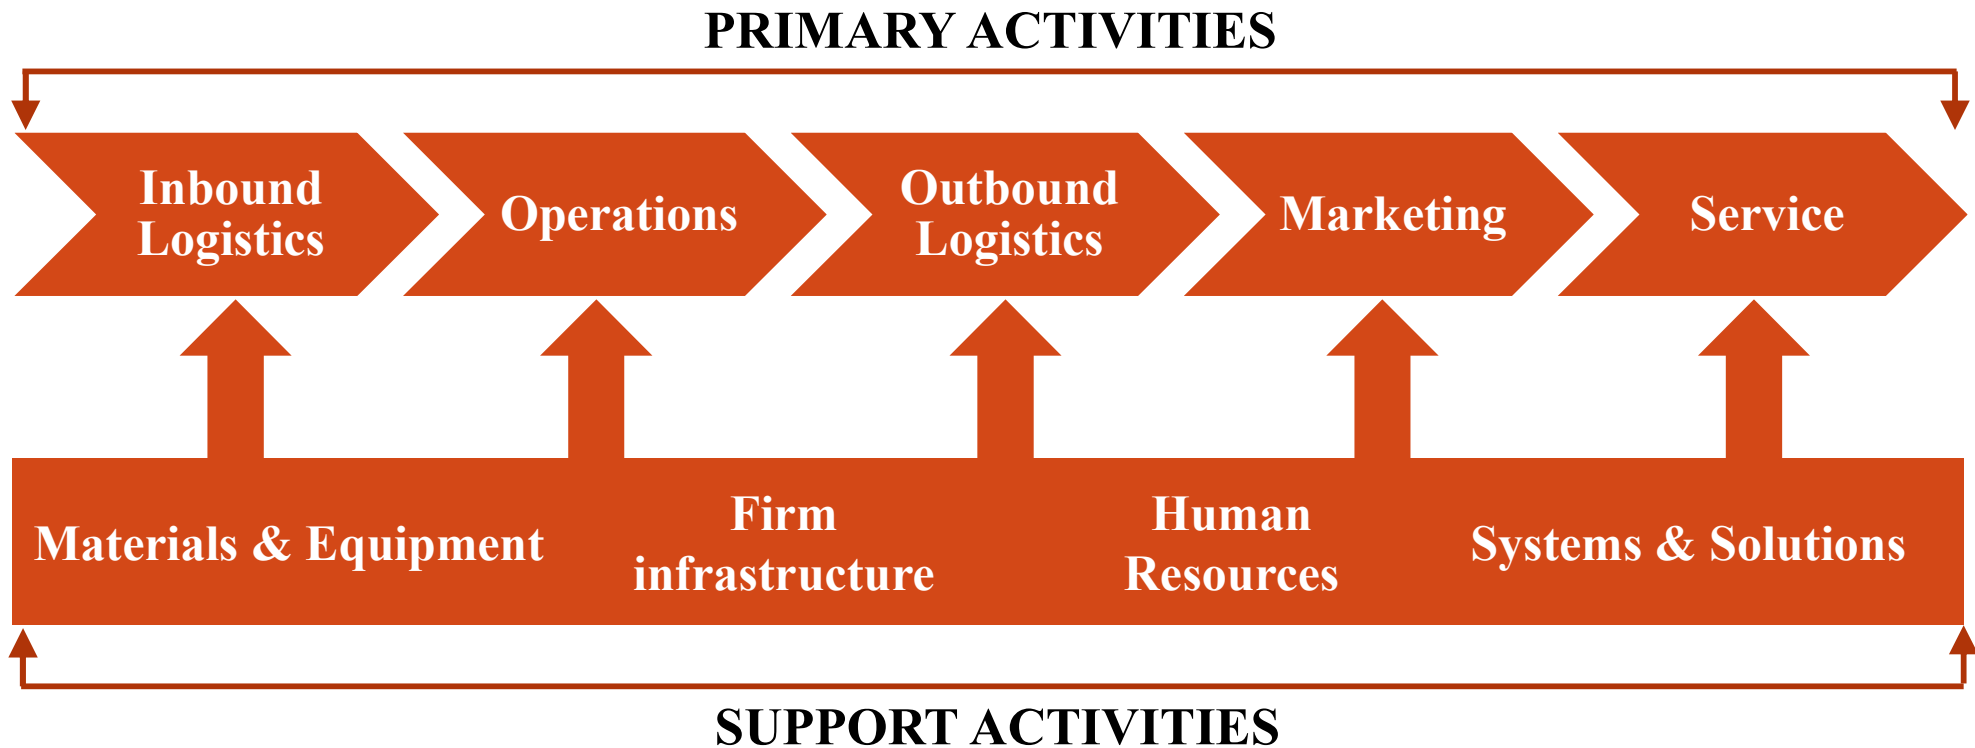 PRIMARY ACTIVITIES
Inbound
Logistics
Operations
Outbound
Logistics
Marketing
Service
Materials & Equipment
Firm
infrastructure
Human
Resources
Systems & Solutions
SUPPORT ACTIVITIES